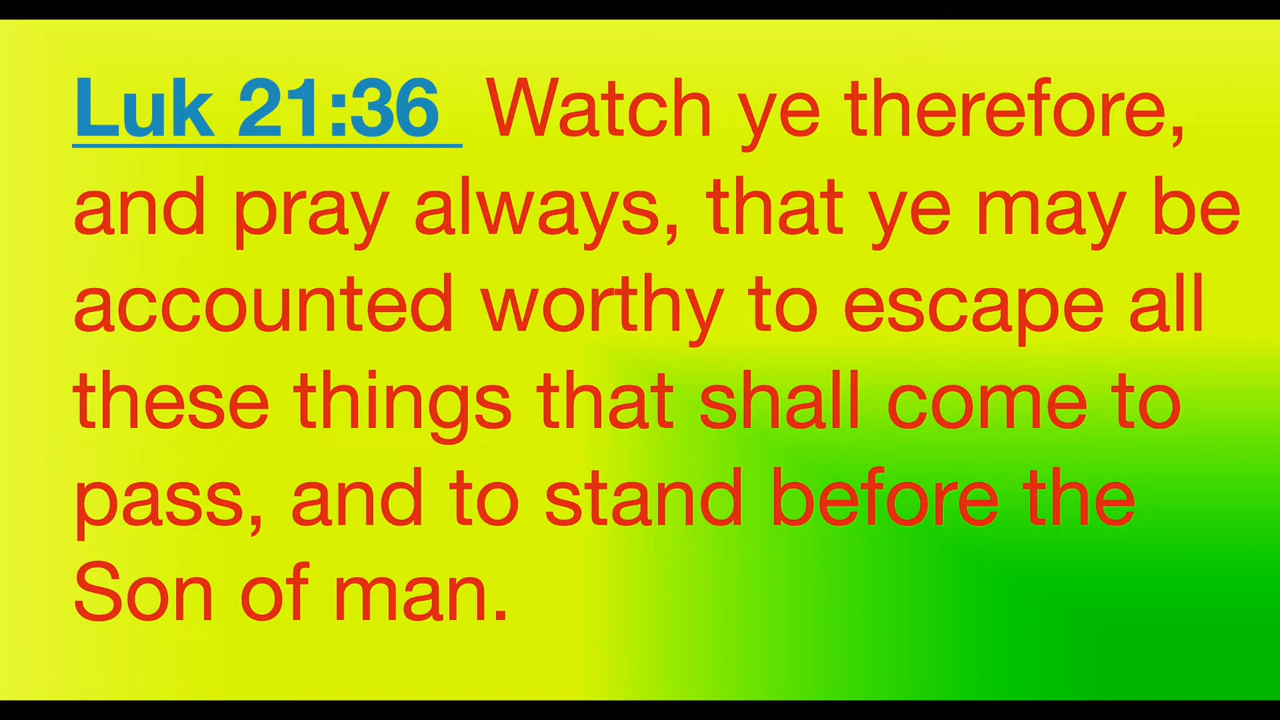 Luk 21:36 Watch ye therefore,
and pray always, that ye may be
accounted worthy to escape all
these things that shall come to
pass, and to stand before the
Son of man.